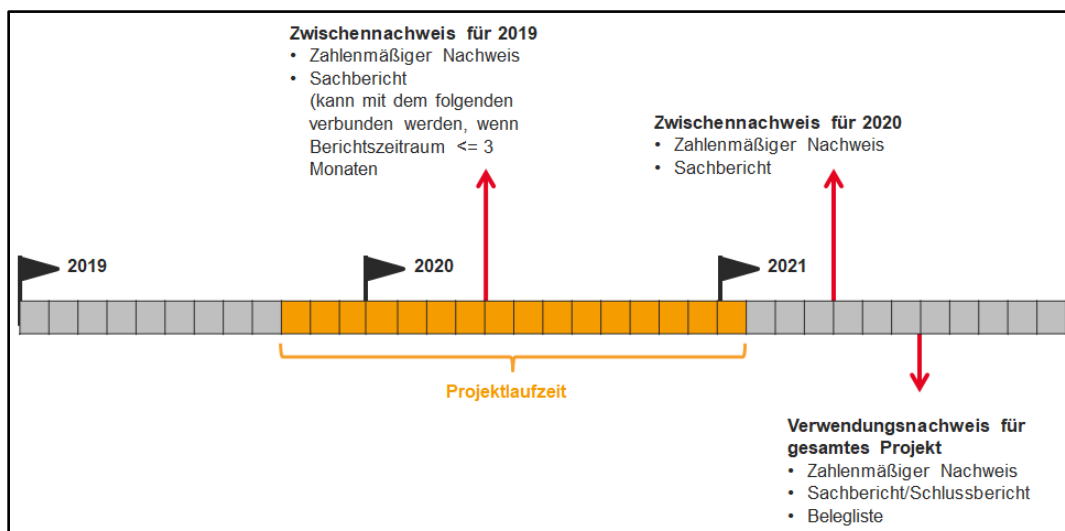 Zwischennachweis für 2019
• Zahlenmäßiger Nachweis
• Sachbericht
(kann mit dem folgenden
verbunden werden, wenn
Berichtszeitraum <= 3
Monaten
Zwischennachweis für 2020
• Zahlenmäßiger Nachweis
• Sachbericht
2019
2020
2021
Projektlaufzeit
Verwendungsnachweis für
gesamtes Projekt
• Zahlenmäßiger Nachweis
• Sachbericht/Schlussbericht
• Belegliste